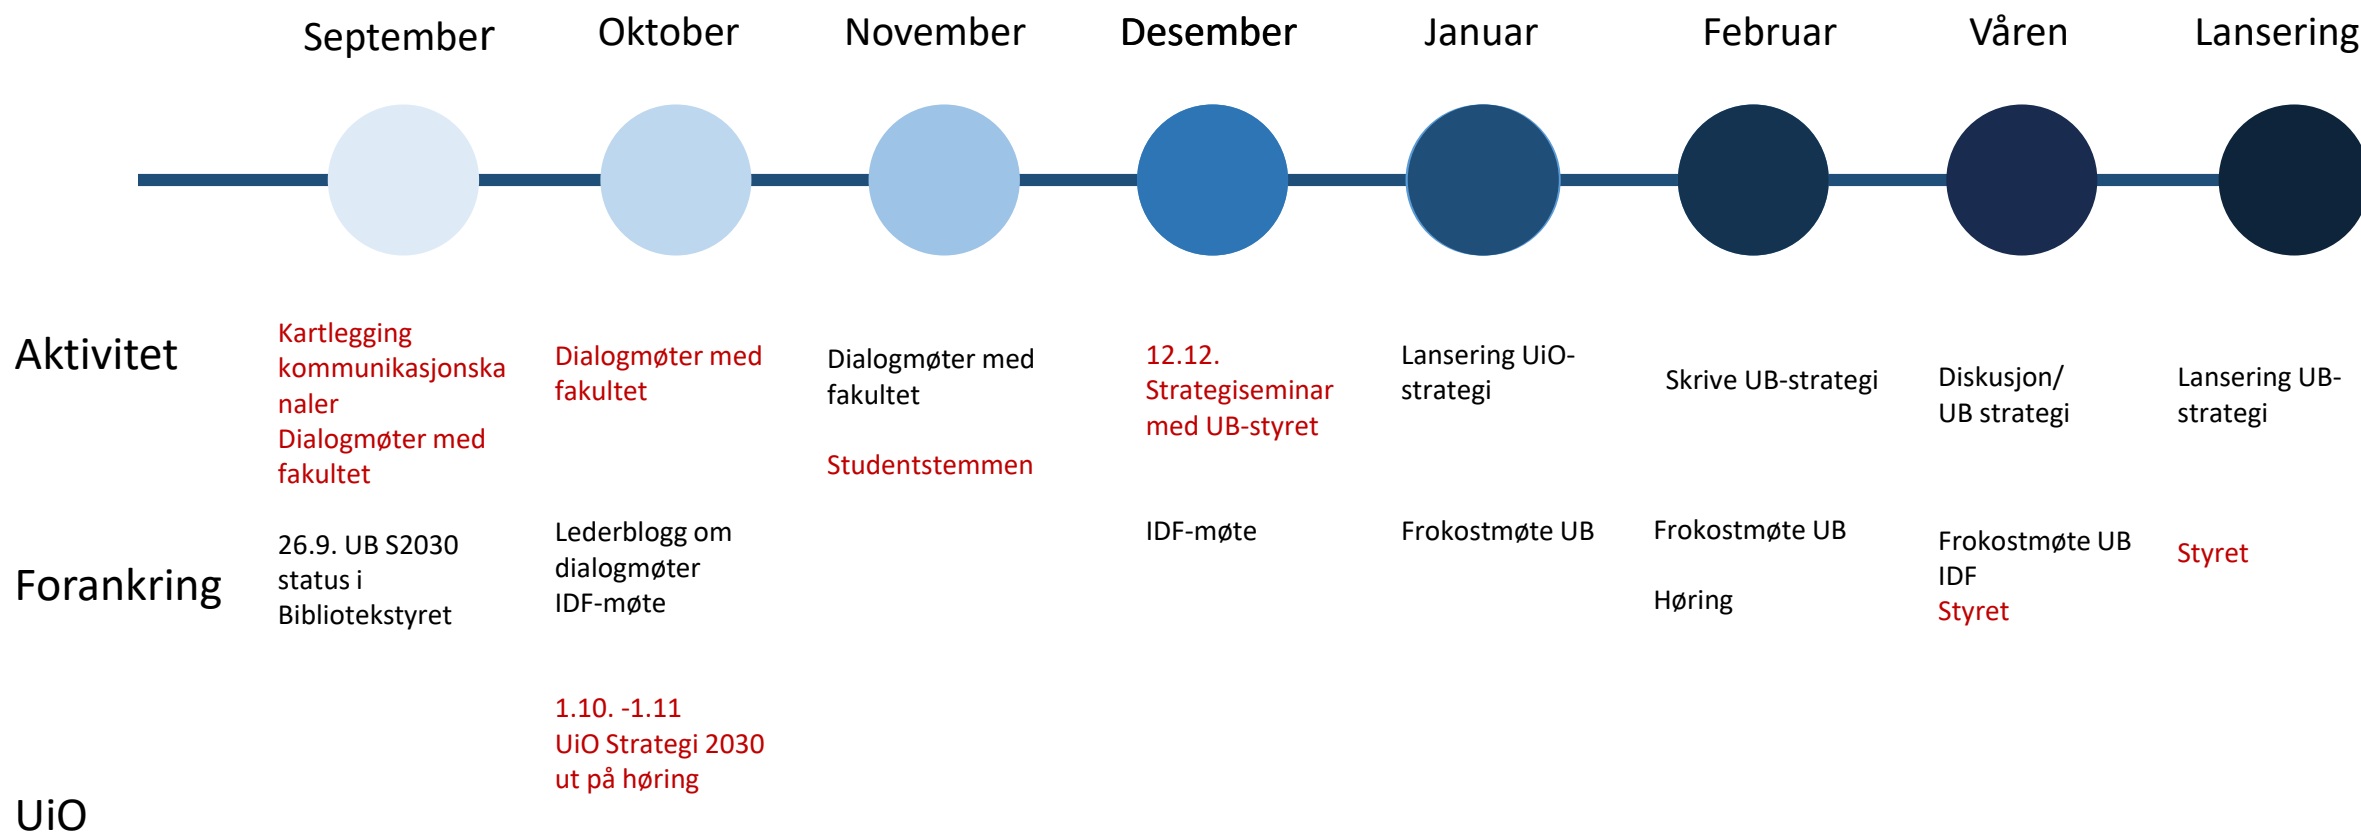 September
Oktober
November
Desember
Januar
Februar
Våren
Lansering
Aktivitet
Kartlegging
kommunikasjonska
naler
Dialogmøter med
fakultet
Dialogmøter med
fakultet
Dialogmøter med
fakultet
Studentstemmen
12.12.
Strategiseminar
med UB-styret
Lansering UiO-
strategi
Skrive UB-strategi
Diskusjon/
UB strategi
Lansering UB-
strategi
Forankring
26.9. UB S2030
status i
Bibliotekstyret
Lederblogg om
dialogmøter
IDF-møte
IDF-møte
Frokostmøte UB
Frokostmøte UB
Høring
Frokostmøte UB
IDF
Styret
Styret
UiO
1.10. -1.11
UiO Strategi 2030
ut på høring